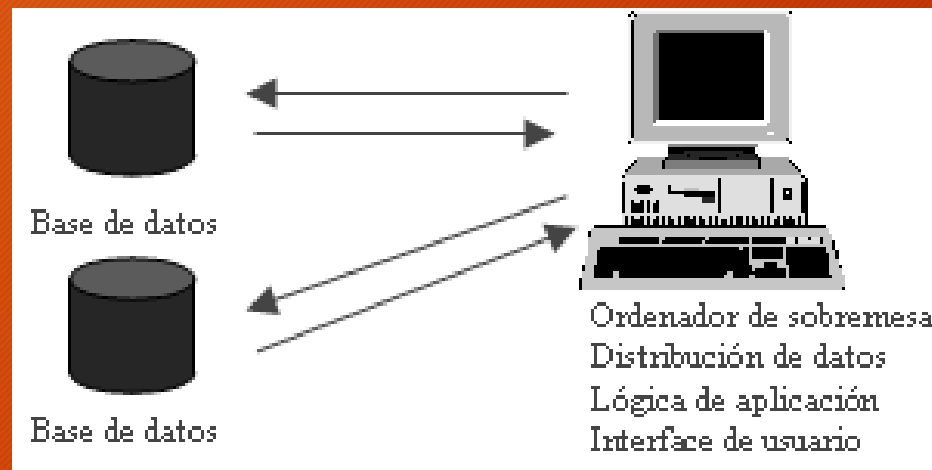 Base de datos
Base de datos
Ordenador de sobremesa
Distribución de datos
Lógica de aplicación
Interface de usuario